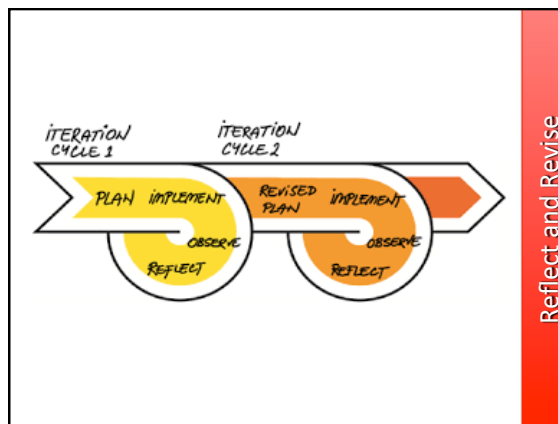 ITERATION
CYCLE 1
ITERATION
CYCLE 2
PLAN IMPLEMENT
OBSERVE
REFLECT
REVISED
PLAN
IMPLEMENT
OBSERVE
REFLECT
Reflect and Revise